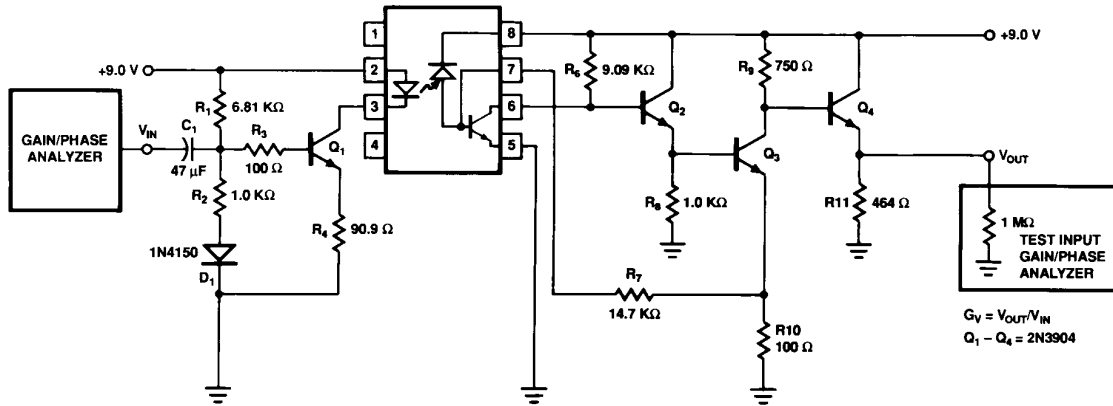 GAIN/PHASE
ANALYZER
V_IN
C₁
47 μF
+9.0 V
R₁
6.81 KΩ
R₂
1.0 KΩ
1N4150
D₁
R₃
100 Ω
Q₁
R₄
90.9 Ω
1
2
3
4
8
7
6
5
R₅
9.09 KΩ
Q₂
R₆
1.0 KΩ
R₇
14.7 KΩ
R₉
750 Ω
Q₃
R10
100 Ω
Q₄
R11
464 Ω
+9.0 V
V_OUT
1 MΩ
TEST INPUT
GAIN/PHASE
ANALYZER
G_V = V_OUT/V_IN
Q₁ – Q₄ = 2N3904